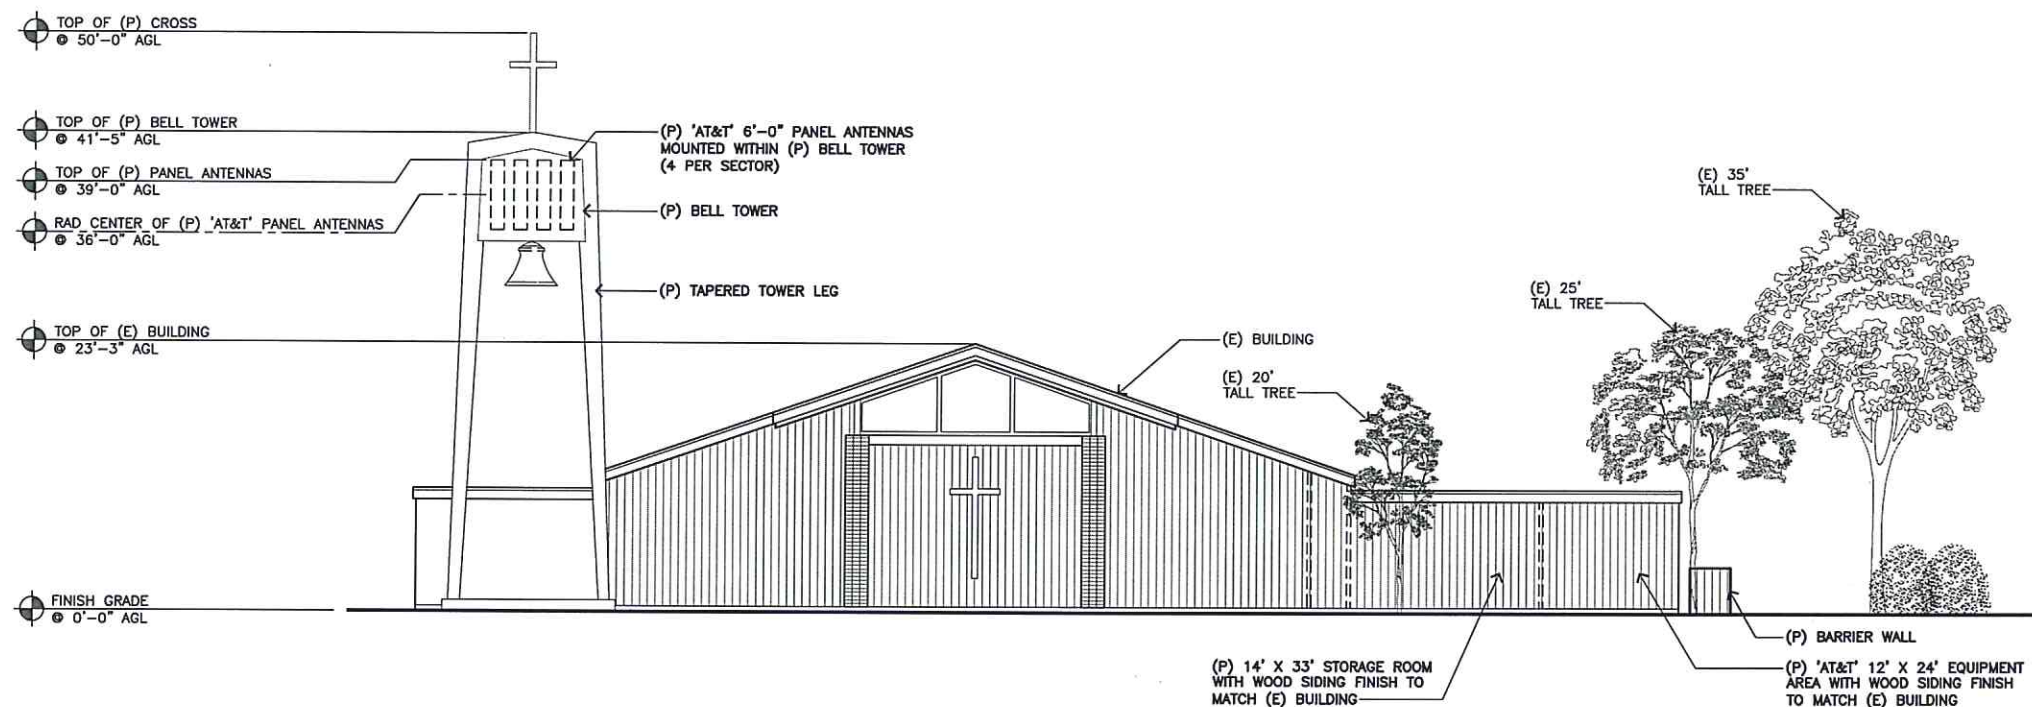 TOP OF (P) CROSS
@ 50'-0" AGL
TOP OF (P) BELL TOWER
@ 41'-5" AGL
TOP OF (P) PANEL ANTENNAS
@ 39'-0" AGL
RAD CENTER OF (P) 'AT&T' PANEL ANTENNAS
@ 36'-0" AGL
TOP OF (E) BUILDING
@ 23'-3" AGL
FINISH GRADE
@ 0'-0" AGL
(P) 'AT&T' 6'-0" PANEL ANTENNAS
MOUNTED WITHIN (P) BELL TOWER
(4 PER SECTOR)
(P) BELL TOWER
(P) TAPERED TOWER LEG
(E) BUILDING
(E) 20'
TALL TREE
(E) 25'
TALL TREE
(E) 35'
TALL TREE
(P) 14' X 33' STORAGE ROOM
WITH WOOD SIDING FINISH TO
MATCH (E) BUILDING
(P) BARRIER WALL
(P) 'AT&T' 12' X 24' EQUIPMENT
AREA WITH WOOD SIDING FINISH
TO MATCH (E) BUILDING